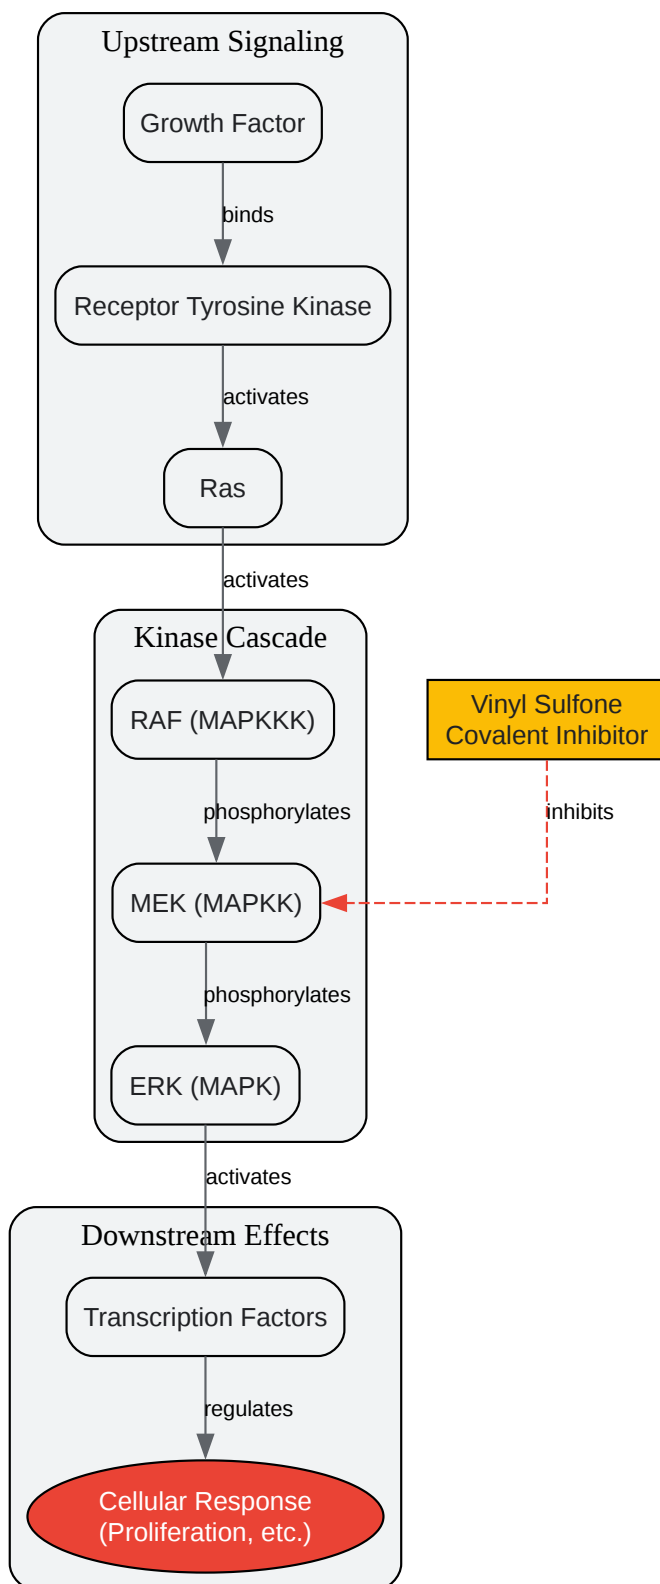 Upstream Signaling
Growth Factor
binds
Receptor Tyrosine Kinase
activates
Ras
activates
Kinase Cascade
RAF (MAPKKK)
Vinyl Sulfone
Covalent Inhibitor
phosphorylates
inhibits
MEK (MAPKK)
phosphorylates
ERK (MAPK)
activates
Downstream Effects
Transcription Factors
regulates
Cellular Response
(Proliferation, etc.)